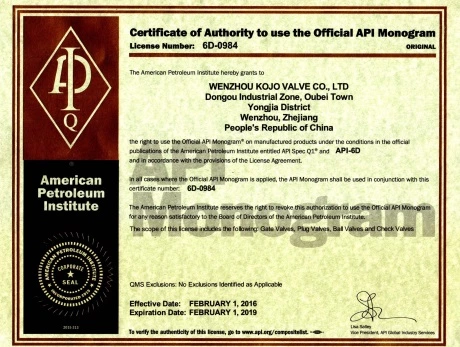 Certificate of Authority to use the Official API Monogram
License Number: 6D-0984
ORIGINAL
The American Petroleum Institute hereby grants to
WENZHOU KOJO VALVE CO., LTD
Dongou Industrial Zone, Oubei Town
Yongjia District
Wenzhou, Zhejiang
People's Republic of China
the right to use the Official API Monogram® on manufactured products under the conditions in the official
publications of the American Petroleum Institute entitled API Spec Q1® and API-6D
and in accordance with the provisions of the License Agreement.
In all cases where the Official API Monogram is applied, the API Monogram shall be used in conjunction with this
certificate number: 6D-0984
The American Petroleum Institute reserves the right to revoke this authorization to use the Official API Monogram
for any reason satisfactory to the Board of Directors of the American Petroleum Institute.
The scope of this license includes the following: Gate Valves, Plug Valves, Ball Valves and Check Valves
QMS Exclusions: No Exclusions Identified as Applicable
Effective Date: FEBRUARY 1, 2016
Expiration Date: FEBRUARY 1, 2019
To verify the authenticity of this license, go to www.api.org/compositelist.
Vice President, API Global Industry Services
API
Q
American
Petroleum
Institute
AMERICAN PETROLEUM INSTITUTE
CORPORATE
SEAL
Monogram